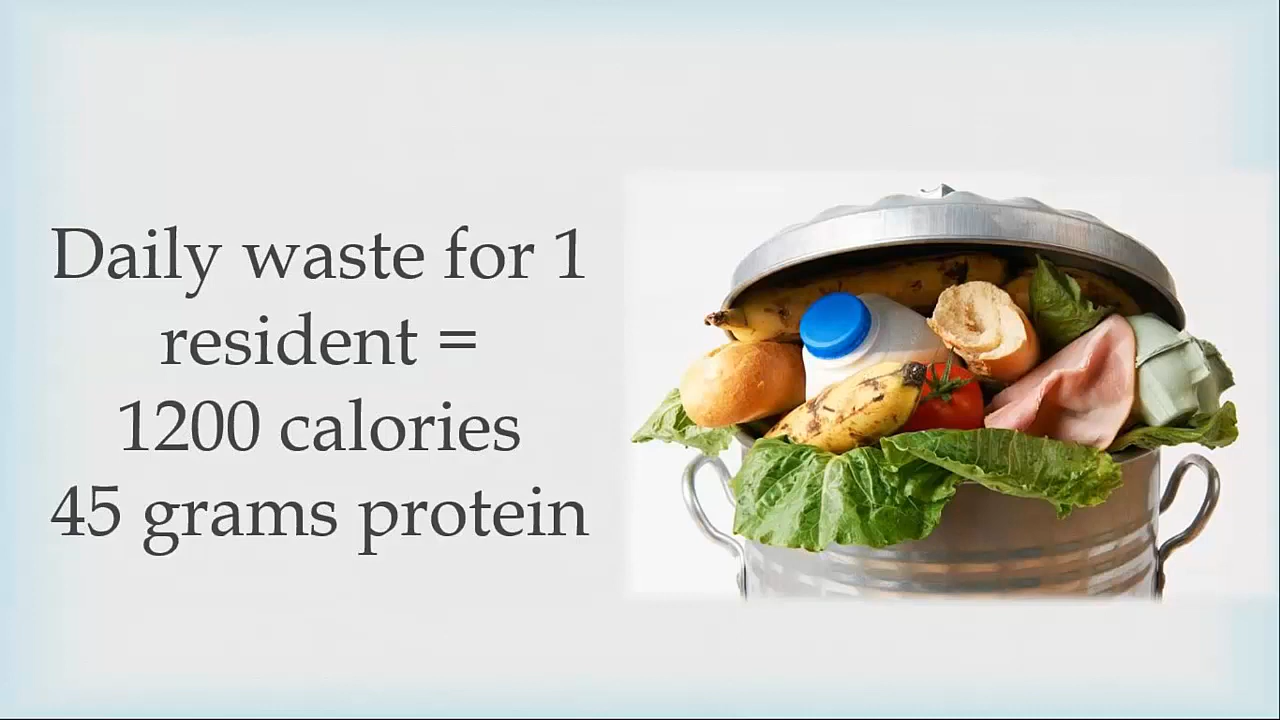 Daily waste for 1
resident =
1200 calories
45 grams protein